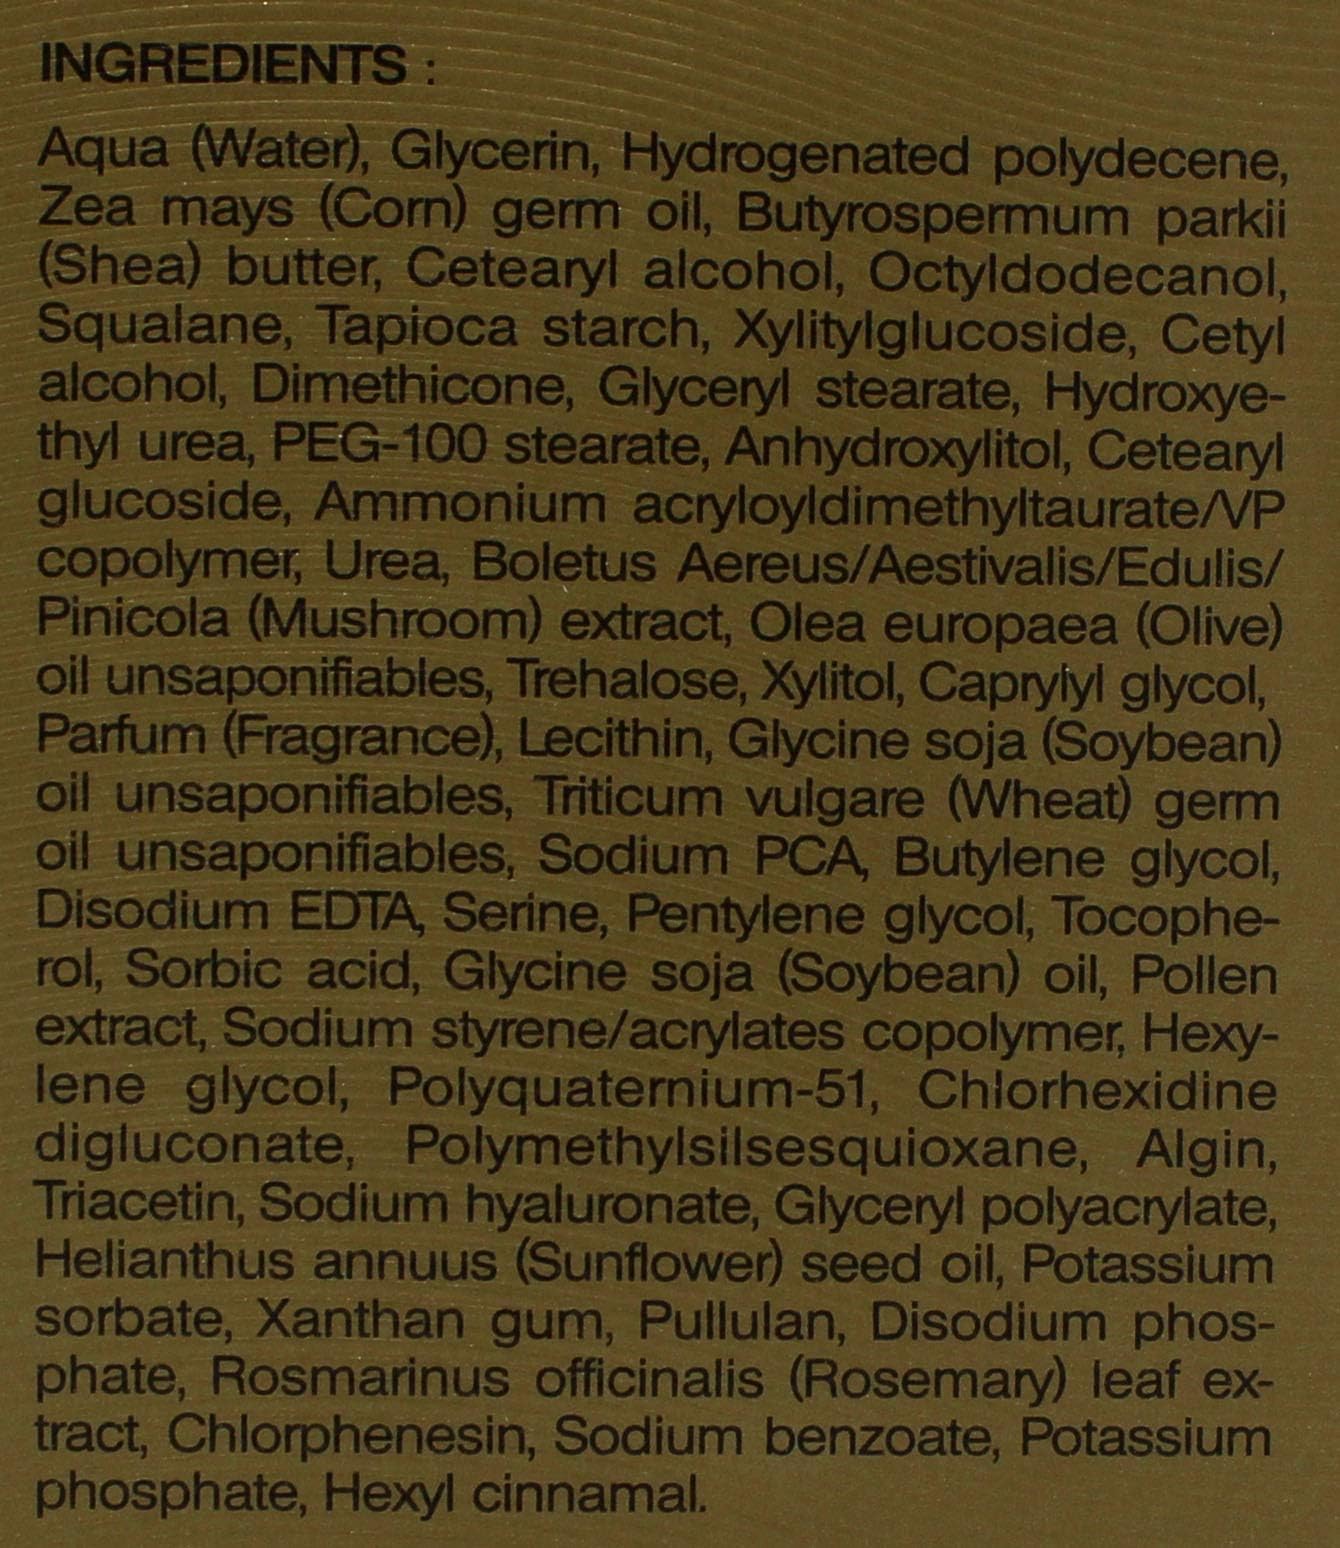 INGREDIENTS :
Aqua (Water), Glycerin, Hydrogenated polydecene,
Zea mays (Corn) germ oil, Butyrospermum parkii
(Shea) butter, Cetearyl alcohol, Octyldodecanol,
Squalane, Tapioca starch, Xylitylglucoside, Cetyl
alcohol, Dimethicone, Glyceryl stearate, Hydroxye-
thyl urea, PEG-100 stearate, Anhydroxylitol, Cetearyl
glucoside, Ammonium acryloyldimethyltaurate/VP
copolymer, Urea, Boletus Aereus/Aestivalis/Edulis/
Pinicola (Mushroom) extract, Olea europaea (Olive)
oil unsaponifiables, Trehalose, Xylitol, Caprylyl glycol,
Parfum (Fragrance), Lecithin, Glycine soja (Soybean)
oil unsaponifiables, Triticum vulgare (Wheat) germ
oil unsaponifiables, Sodium PCA, Butylene glycol,
Disodium EDTA, Serine, Pentylene glycol, Tocophe-
rol, Sorbic acid, Glycine soja (Soybean) oil, Pollen
extract, Sodium styrene/acrylates copolymer, Hexy-
lene glycol, Polyquaternium-51, Chlorhexidine
digluconate, Polymethylsilsesquioxane, Algin,
Triacetin, Sodium hyaluronate, Glyceryl polyacrylate,
Helianthus annuus (Sunflower) seed oil, Potassium
sorbate, Xanthan gum, Pullulan, Disodium phos-
phate, Rosmarinus officinalis (Rosemary) leaf ex-
tract, Chlorphenesin, Sodium benzoate, Potassium
phosphate, Hexyl cinnamal.